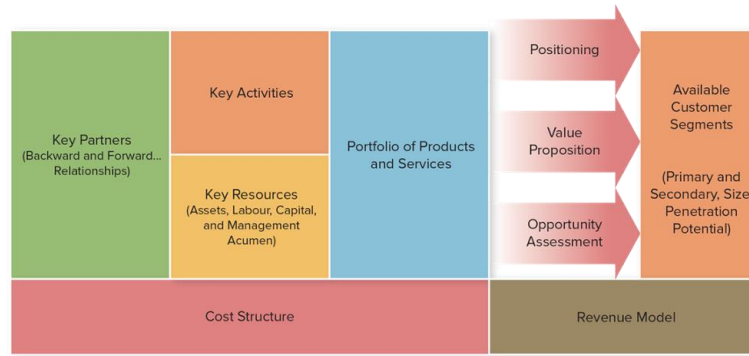 Key Partners
(Backward and Forward...
Relationships)
Key Activities
Key Resources
(Assets, Labour, Capital,
and Management
Acumen)
Portfolio of Products
and Services
Positioning
Value
Proposition
Opportunity
Assessment
Available
Customer
Segments
(Primary and
Secondary, Size,
Penetration
Potential)
Cost Structure
Revenue Model